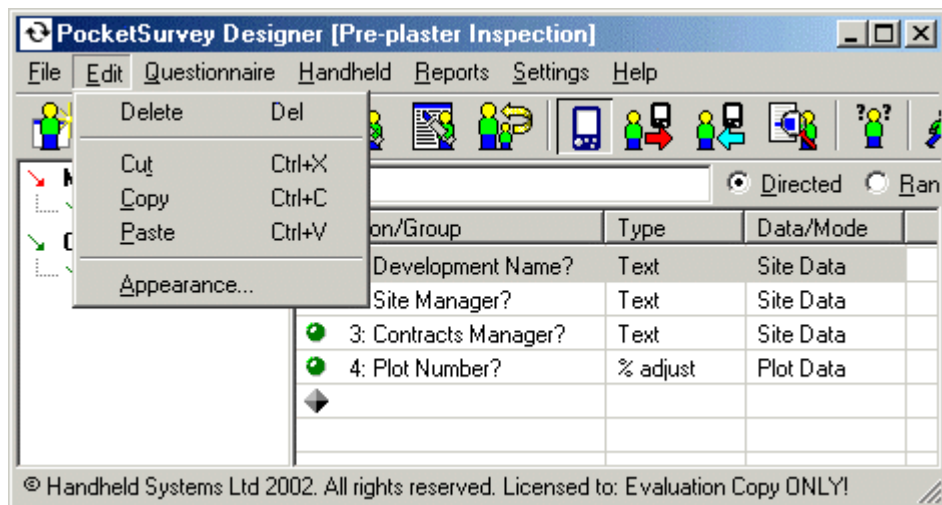 PocketSurvey Designer [Pre-plaster Inspection]
File Edit Questionnaire Handheld Reports Settings Help
Delete Del
Cut Ctrl+X
Copy Ctrl+C
Paste Ctrl+V
Appearance...
Directed
on/Group Type Data/Mode
Development Name? Text Site Data
Site Manager? Text Site Data
3: Contracts Manager? Text Site Data
4: Plot Number? % adjust Plot Data
© Handheld Systems Ltd 2002. All rights reserved. Licensed to: Evaluation Copy ONLY!